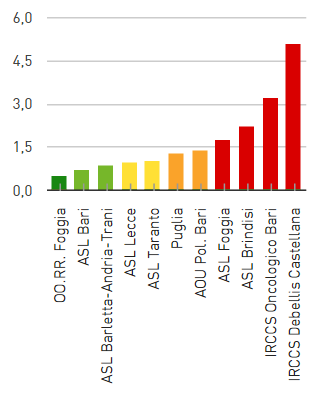 6,0
4,5
3,0
1,5
0,0
OO.RR. Foggia
ASL Bari
ASL Barletta-Andria-Trani
ASL Lecce
ASL Taranto
Puglia
AOU Pol. Bari
ASL Foggia
ASL Brindisi
IRCCS Oncologico Bari
IRCCS Debellis Castellana